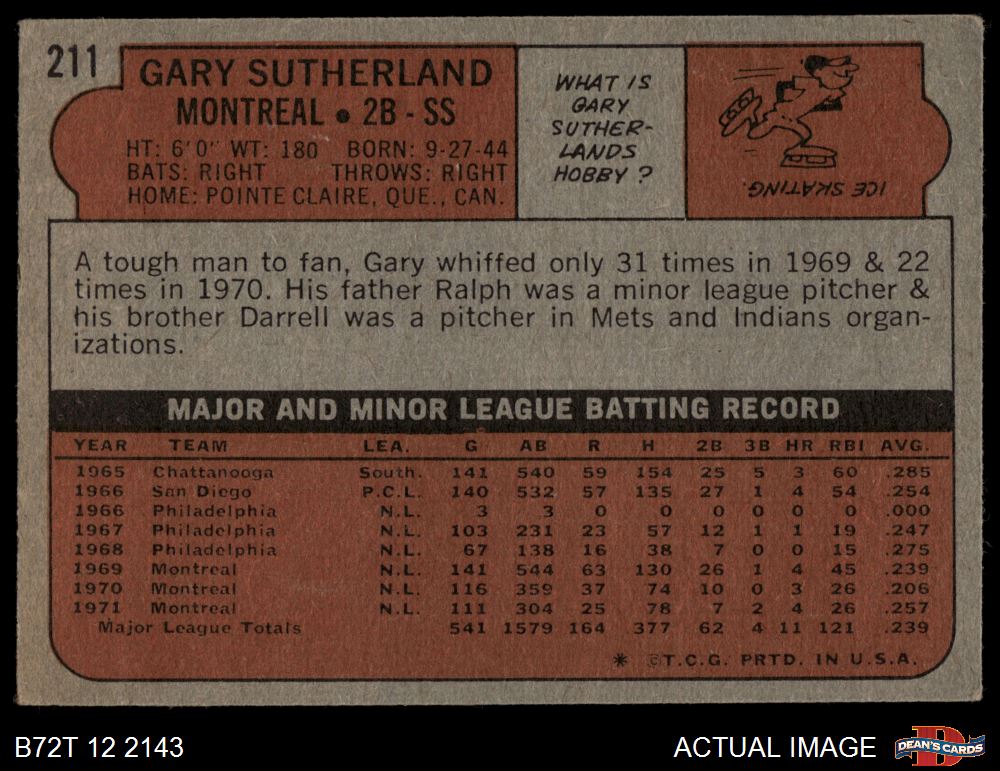 211
GARY SUTHERLAND
MONTREAL • 2B - SS
HT: 6'0" WT: 180 BORN: 9-27-44
BATS: RIGHT THROWS: RIGHT
HOME: POINTE CLAIRE, QUE., CAN.
WHAT IS
GARY
SUTHER-
LANDS
HOBBY ?
ICE SKATING.
A tough man to fan, Gary whiffed only 31 times in 1969 & 22
times in 1970. His father Ralph was a minor league pitcher &
his brother Darrell was a pitcher in Mets and Indians organ-
izations.
MAJOR AND MINOR LEAGUE BATTING RECORD
YEAR TEAM LEA. G AB R H 2B 3B HR RBI AVG.
1965 Chattanooga South. 141 540 59 154 25 5 3 60 .285
1966 San Diego P.C.L. 140 532 57 135 27 1 4 54 .254
1966 Philadelphia N.L. 3 3 0 0 0 0 0 0 .000
1967 Philadelphia N.L. 103 231 23 57 12 1 1 19 .247
1968 Philadelphia N.L. 67 138 16 38 7 0 0 15 .275
1969 Montreal N.L. 141 544 63 130 26 1 4 45 .239
1970 Montreal N.L. 116 359 37 74 10 0 3 26 .206
1971 Montreal N.L. 111 304 25 78 7 2 4 26 .257
Major League Totals 541 1579 164 377 62 4 11 121 .239
* ©T.C.G. PRTD. IN U.S.A.
B72T 12 2143
ACTUAL IMAGE
DEAN'S CARDS